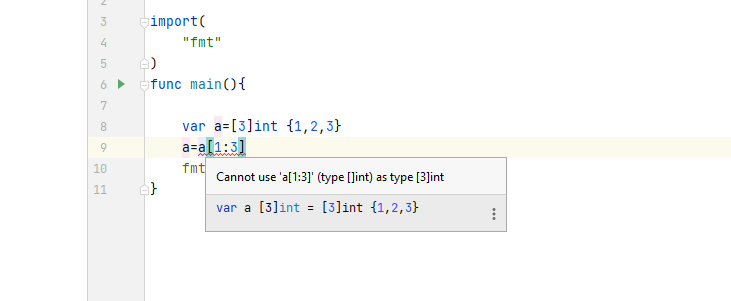 2
3 import(
4 "fmt"
5 )
6 func main(){
7
8 var a=[3]int {1,2,3}
9 a=a[1:3]
10 fmt
11 }
Cannot use 'a[1:3]' (type []int) as type [3]int
var a [3]int = [3]int {1,2,3}